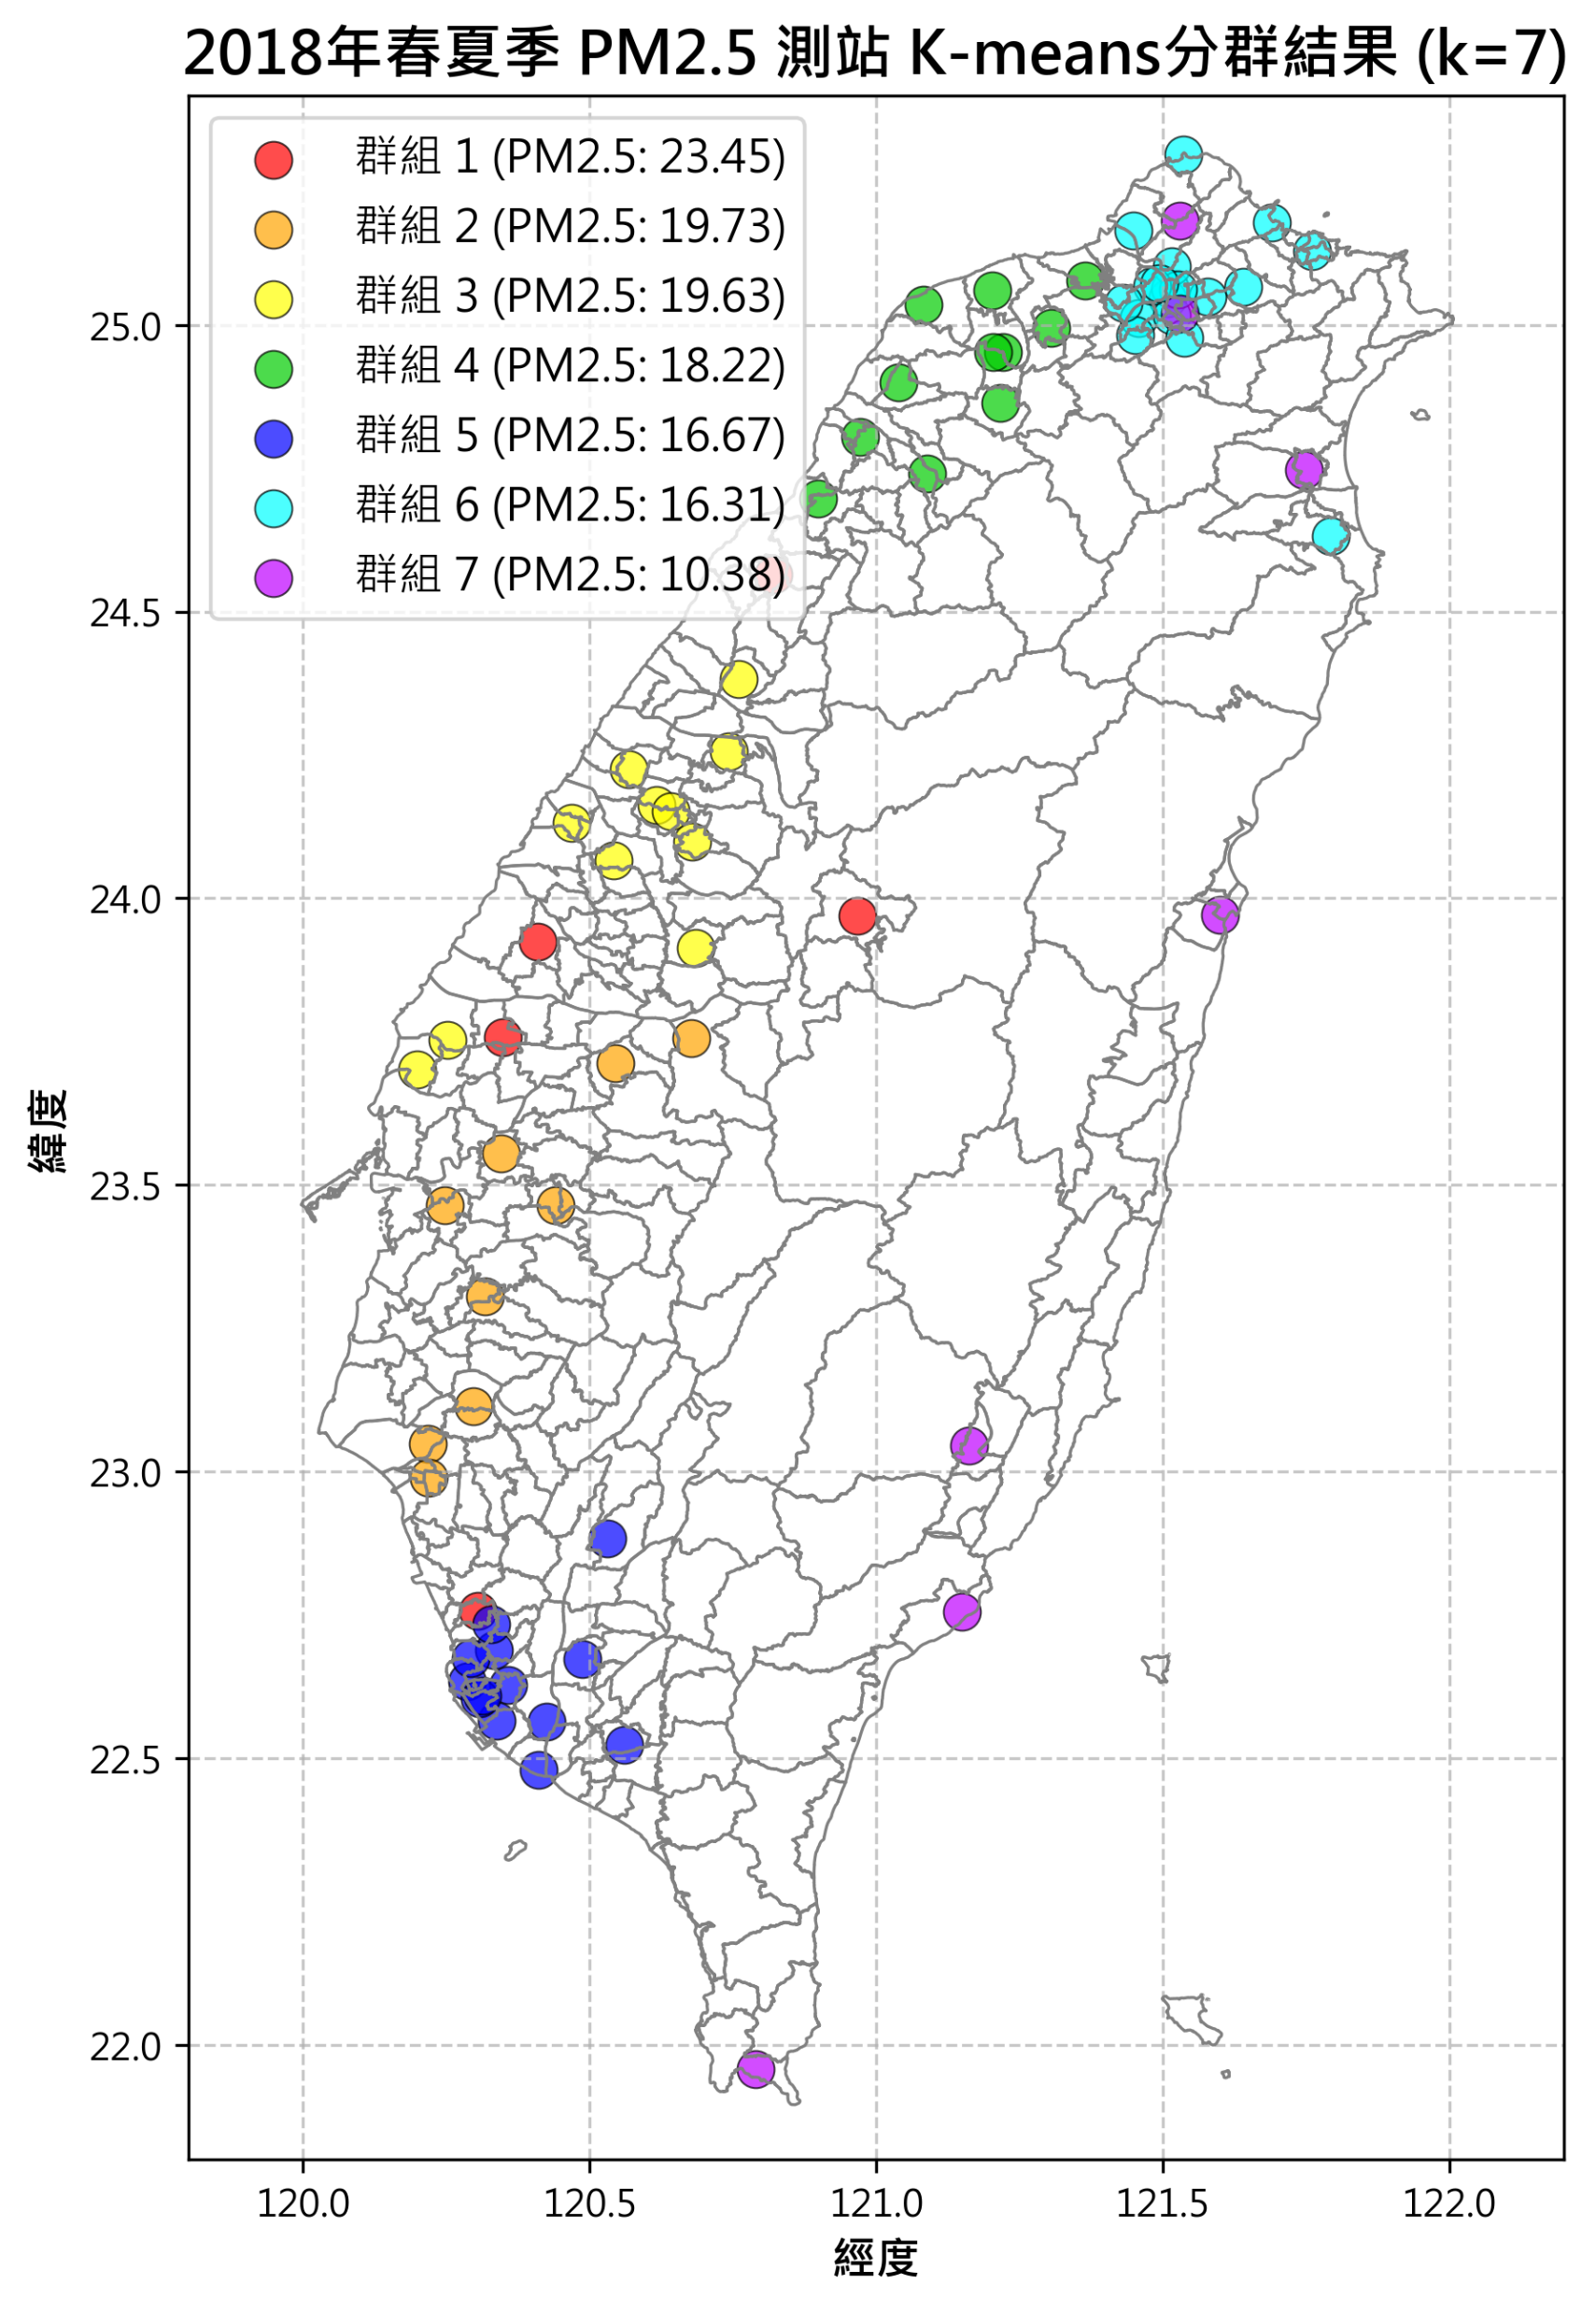 2018年春夏季 PM2.5 測站 K-means分群結果 (k=7)
群組 1 (PM2.5: 23.45)
群組 2 (PM2.5: 19.73)
群組 3 (PM2.5: 19.63)
群組 4 (PM2.5: 18.22)
群組 5 (PM2.5: 16.67)
群組 6 (PM2.5: 16.31)
群組 7 (PM2.5: 10.38)
緯度
25.0
24.5
24.0
23.5
23.0
22.5
22.0
120.0 120.5 121.0 121.5 122.0
經度